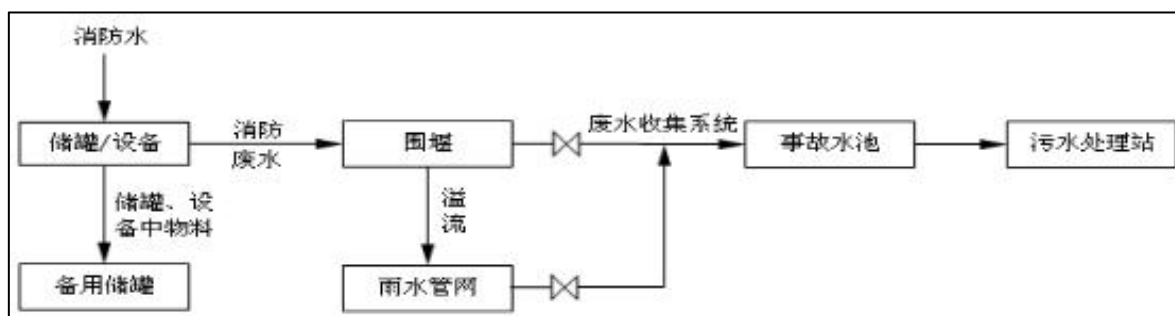 消防水
储罐/设备
消防
废水
围堰
废水收集系统
事故水池
污水处理站
储罐、设
备中物料
溢
流
备用储罐
雨水管网